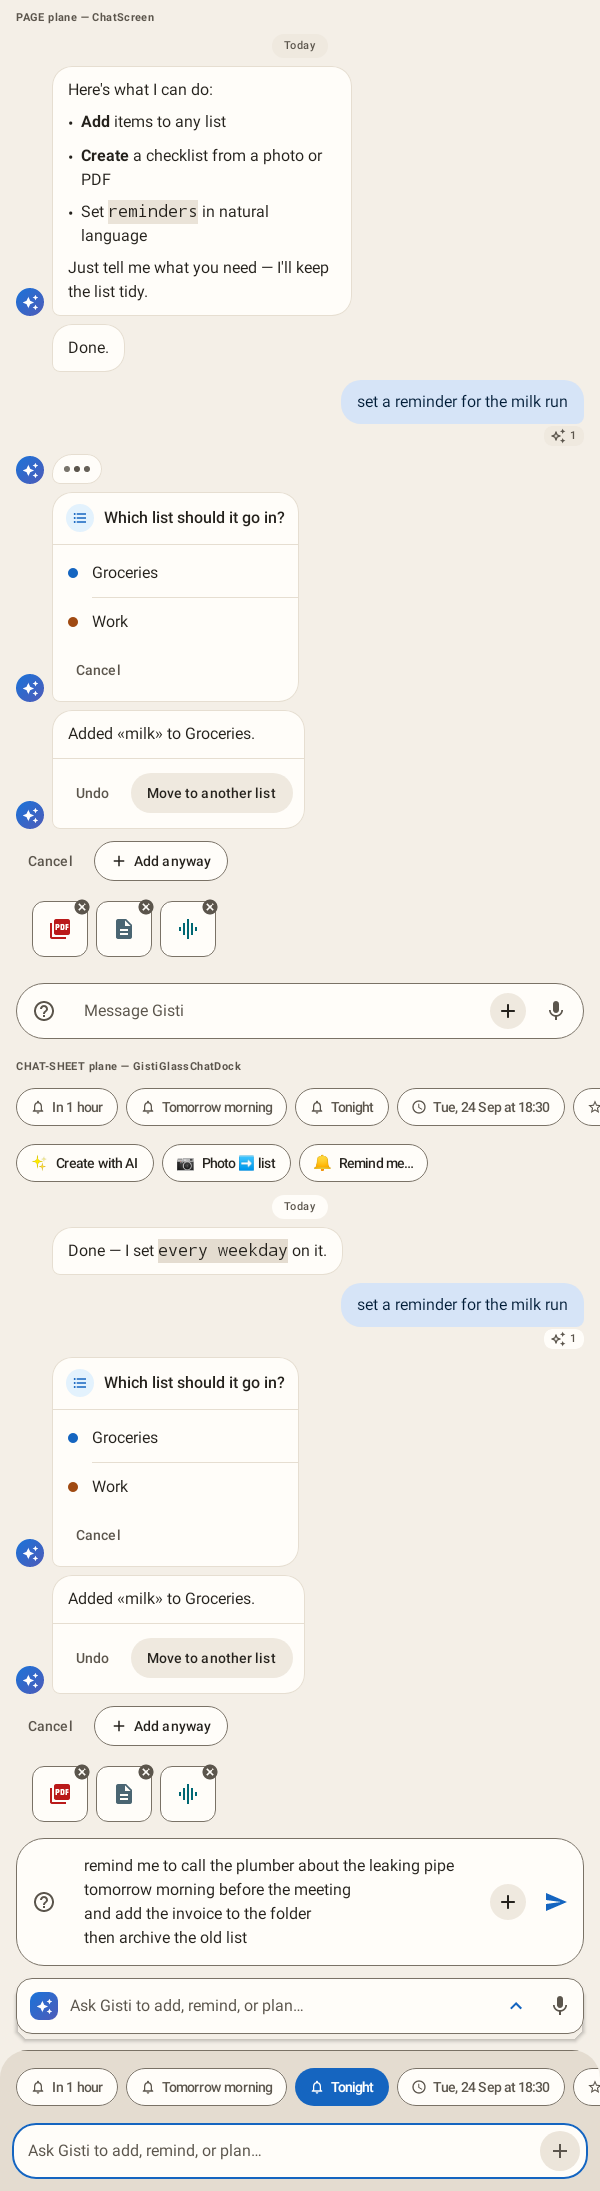 PAGE plane — ChatScreen
Today
Here's what I can do:
• Add items to any list
• Create a checklist from a photo or
PDF
• Set reminders in natural
language
Just tell me what you need — I'll keep
the list tidy.
Done.
set a reminder for the milk run
1
Which list should it go in?
Groceries
Work
Cancel
Added «milk» to Groceries.
Undo
Move to another list
Cancel
Add anyway
PDF
Message Gisti
CHAT-SHEET plane — GistiGlassChatDock
In 1 hour
Tomorrow morning
Tonight
Tue, 24 Sep at 18:30
Create with AI
Photo ➡️ list
Remind me…
Today
Done — I set every weekday on it.
set a reminder for the milk run
1
Which list should it go in?
Groceries
Work
Cancel
Added «milk» to Groceries.
Undo
Move to another list
Cancel
Add anyway
PDF
remind me to call the plumber about the leaking pipe
tomorrow morning before the meeting
and add the invoice to the folder
then archive the old list
Ask Gisti to add, remind, or plan…
In 1 hour
Tomorrow morning
Tonight
Tue, 24 Sep at 18:30
Ask Gisti to add, remind, or plan…